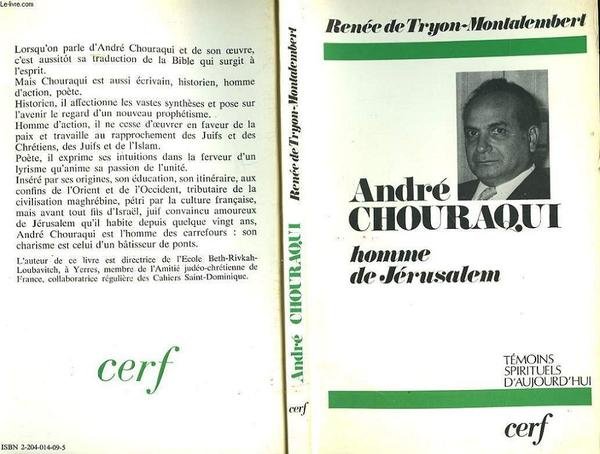 Le-livre.com
Lorsqu'on parle d'André Chouraqui et de son œuvre,
c'est aussitôt sa traduction de la Bible qui surgit à
l'esprit.
Mais Chouraqui est aussi écrivain, historien, homme
d'action, poète.
Historien, il affectionne les vastes synthèses et pose sur
l'avenir le regard d'un nouveau prophétisme.
Homme d'action, il ne cesse d'œuvrer en faveur de la
paix et travaille au rapprochement des Juifs et des
Chrétiens, des Juifs et de l'Islam.
Poète, il exprime ses intuitions dans la ferveur d'un
lyrisme qu'anime sa passion de l'unité.
Inséré par ses origines, son éducation, son itinéraire, aux
confins de l'Orient et de l'Occident, tributaire de la
civilisation maghrébine, pétri par la culture française,
mais avant tout fils d'Israël, juif convaincu amoureux
de Jérusalem qu'il habite depuis quelque vingt ans,
André Chouraqui est l'homme des carrefours : son
charisme est celui d'un bâtisseur de ponts.
L'auteur de ce livre est directrice de l'Ecole Beth-Rivkah-
Loubavitch, à Yerres, membre de l'Amitié judéo-chrétienne de
France, collaboratrice régulière des Cahiers Saint-Dominique.
cerf
ISBN 2-204-014-09-5
Renée de Tryon-Montalembert
André CHOURAQUI
cerf
Renée de Tryon-Montalembert
André
CHOURAQUI
homme
de Jérusalem
TÉMOINS
SPIRITUELS
D'AUJOURD'HUI
cerf